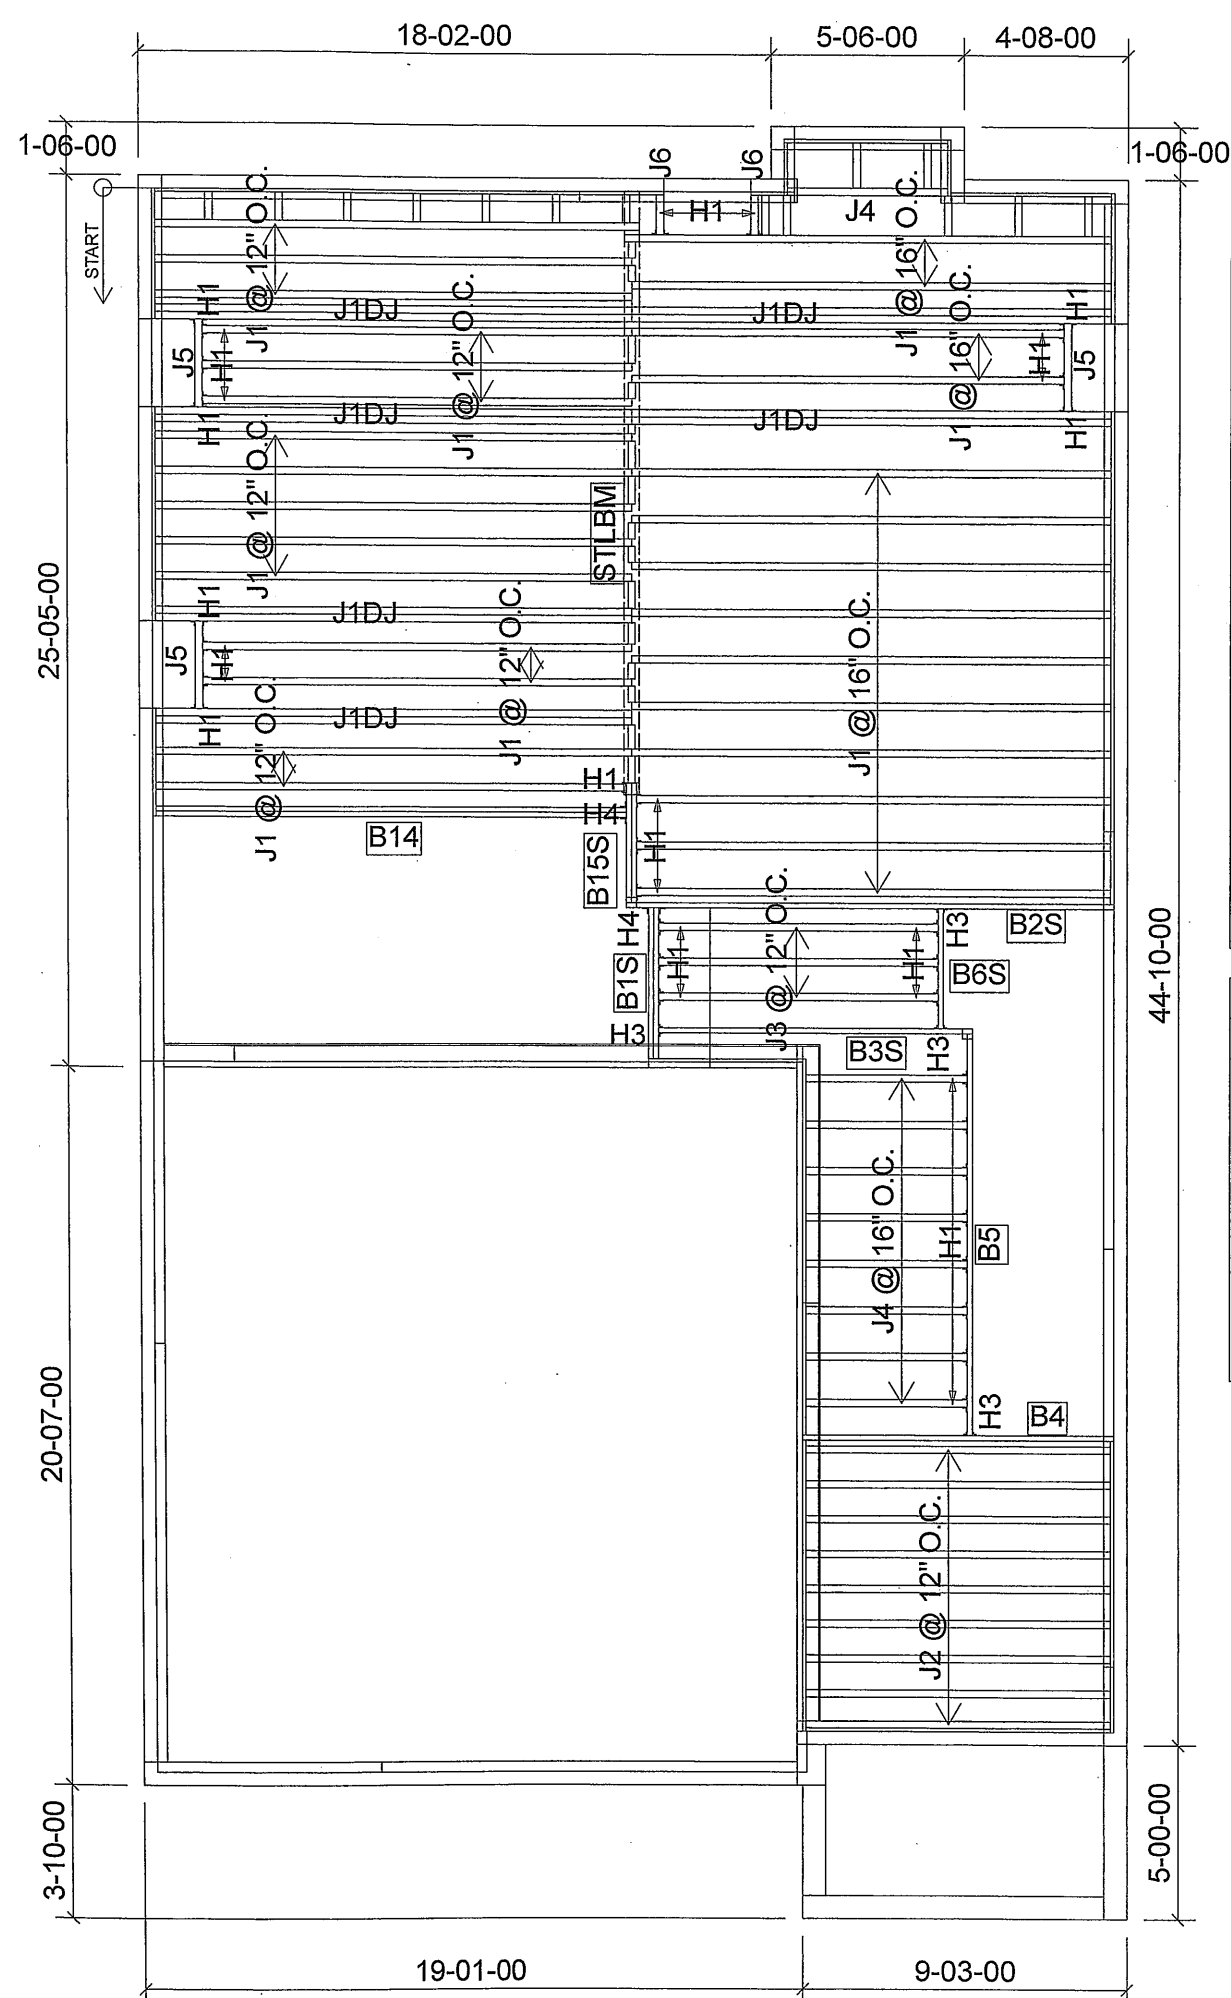 18-02-00
5-06-00
4-08-00
1-06-00
1-06-00
START
J6
J6
H1
J4
J1 @ 12" O.C.
J1 @ 16" O.C.
H1
J1DJ
J1DJ
H1
J5
H1
J1 @ 12" O.C.
J1 @ 16" O.C.
H1
J5
H1
J1DJ
J1DJ
H1
J1 @ 12" O.C.
STLBM
25-05-00
H1
J1DJ
J5
H1
J1 @ 12" O.C.
J1 @ 16" O.C.
H1
J1DJ
J1 @ 12" O.C.
H1
H4
B14
B15S
H1
H4
H1
J3 @ 12" O.C.
H1
H3
B2S
B1S
B6S
44-10-00
H3
B3S
H3
J4 @ 16" O.C.
H1
B5
20-07-00
H3
B4
J2 @ 12" O.C.
3-10-00
5-00-00
19-01-00
9-03-00